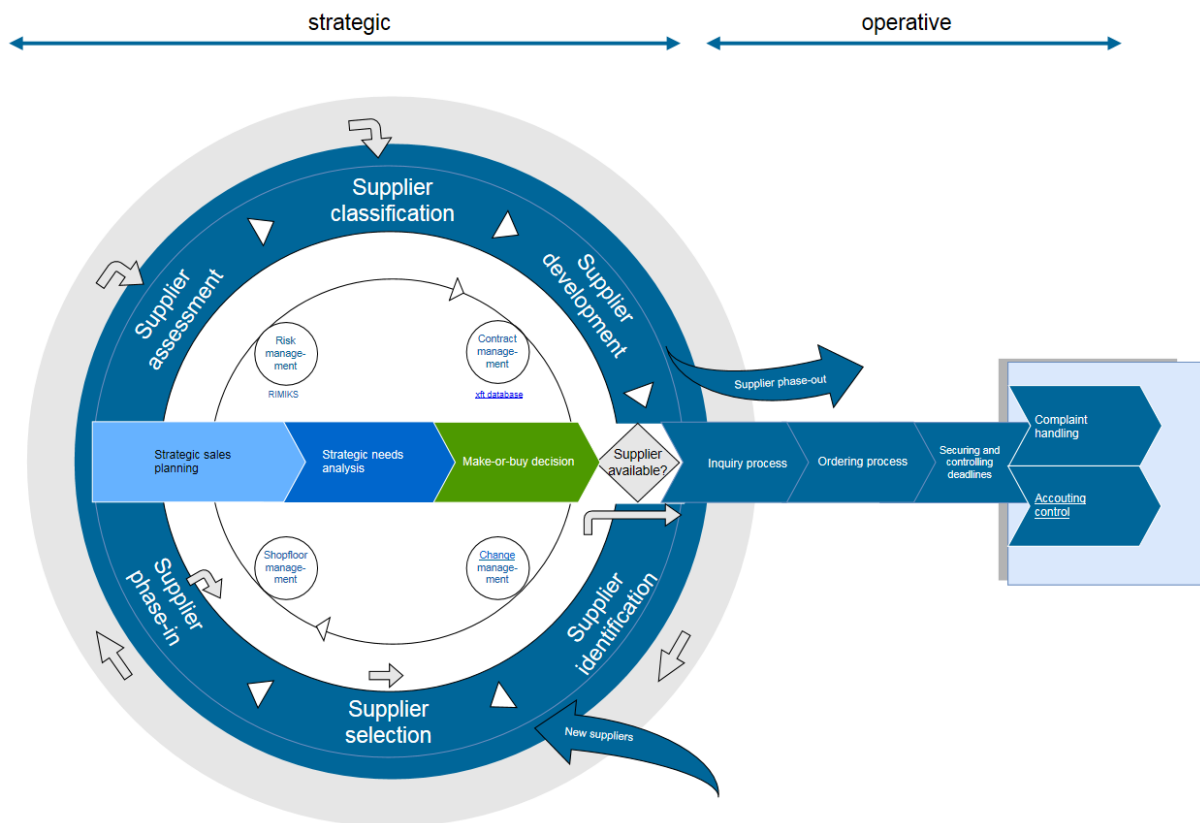 strategic
operative
Supplier
classification
Supplier
assessment
Supplier
development
Risk
manage-
ment
RIMIKS
Contract
manage-
ment
xft database
Supplier phase-out
Strategic sales
planning
Strategic needs
analysis
Make-or-buy decision
Supplier
available?
Inquiry process
Ordering process
Securing and
controlling
deadlines
Complaint
handling
Accouting
control
Shopfloor
manage-
ment
Change
manage-
ment
Supplier
phase-in
Supplier
identification
Supplier
selection
New suppliers